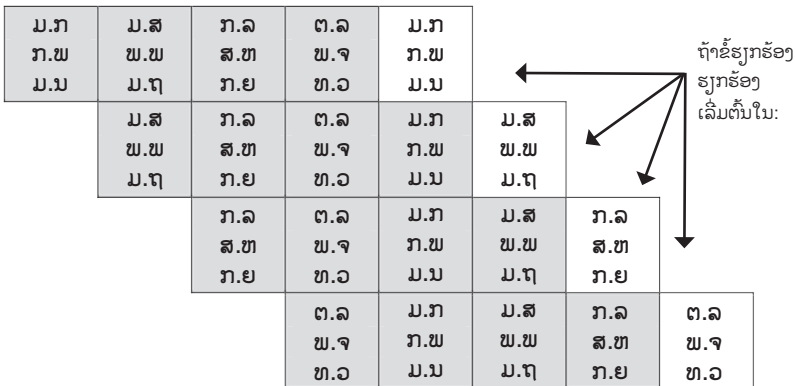 ມ.ກ ມ.ສ ກ.ລ ຕ.ລ ມ.ກ
ກ.ພ ພ.ພ ສ.ຫ ພ.ຈ ກ.ພ
ມ.ນ ມ.ຖ ກ.ຍ ທ.ວ ມ.ນ
ຖ້າຂໍ້ຮຽກຮ້ອງ
ຮຽກຮ້ອງ
ເລີ່ມຕົ້ນໃນ:
ມ.ສ ກ.ລ ຕ.ລ ມ.ກ ມ.ສ
ພ.ພ ສ.ຫ ພ.ຈ ກ.ພ ພ.ພ
ມ.ຖ ກ.ຍ ທ.ວ ມ.ນ ມ.ຖ
ກ.ລ ຕ.ລ ມ.ກ ມ.ສ ກ.ລ
ສ.ຫ ພ.ຈ ກ.ພ ພ.ພ ສ.ຫ
ກ.ຍ ທ.ວ ມ.ນ ມ.ຖ ກ.ຍ
ຕ.ລ ມ.ກ ມ.ສ ກ.ລ ຕ.ລ
ພ.ຈ ກ.ພ ພ.ພ ສ.ຫ ພ.ຈ
ທ.ວ ມ.ນ ມ.ຖ ກ.ຍ ທ.ວ